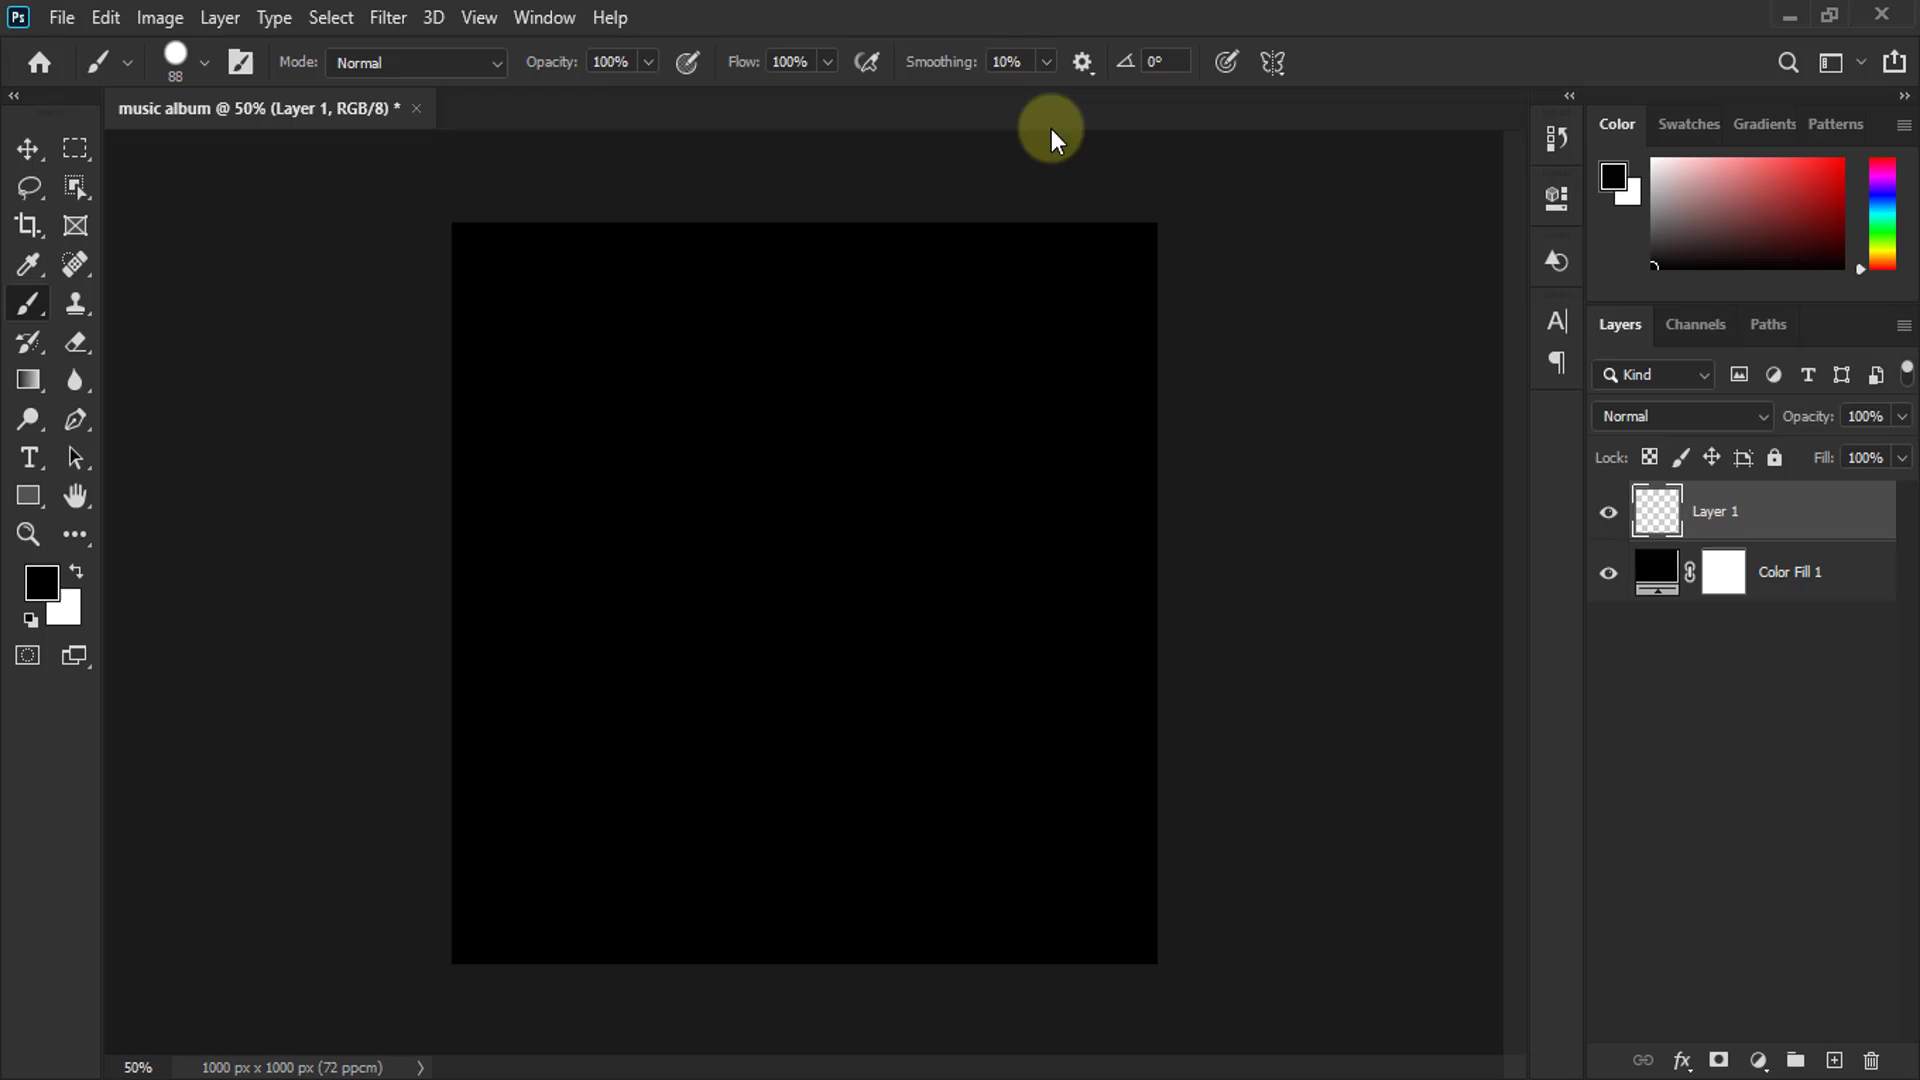 Ps File Edit Image Layer Type Select Filter 3D View Window Help
88 Mode: Normal Opacity: 100% Flow: 100% Smoothing: 10% 0°
music album @ 50% (Layer 1, RGB/8) * ×
Color Swatches Gradients Patterns
Layers Channels Paths
Kind
Normal Opacity: 100%
Lock: Fill: 100%
Layer 1
Color Fill 1
50% 1000 px x 1000 px (72 ppcm)